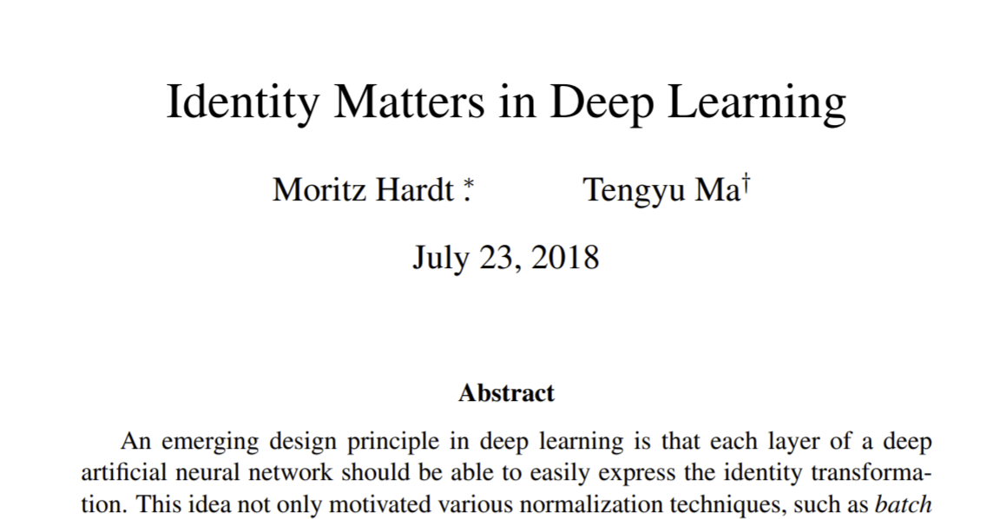 Identity Matters in Deep Learning
Moritz Hardt * . Tengyu Ma†
July 23, 2018
Abstract
An emerging design principle in deep learning is that each layer of a deep
artificial neural network should be able to easily express the identity transforma-
tion. This idea not only motivated various normalization techniques, such as batch